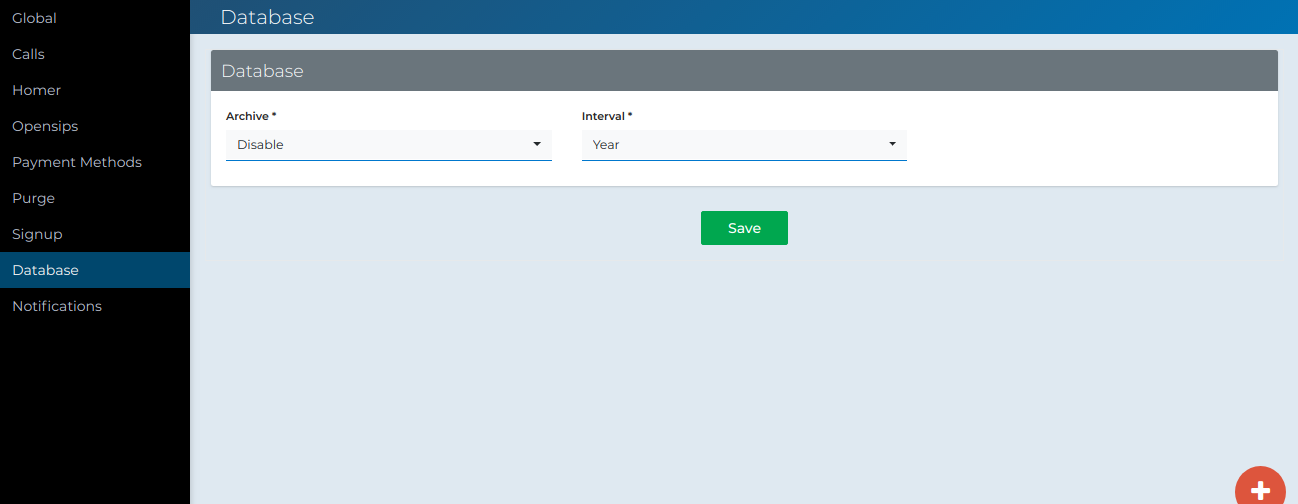 Global
Calls
Homer
Opensips
Payment Methods
Purge
Signup
Database
Notifications
Database
Database
Archive *
Interval *
Disable
Year
Save